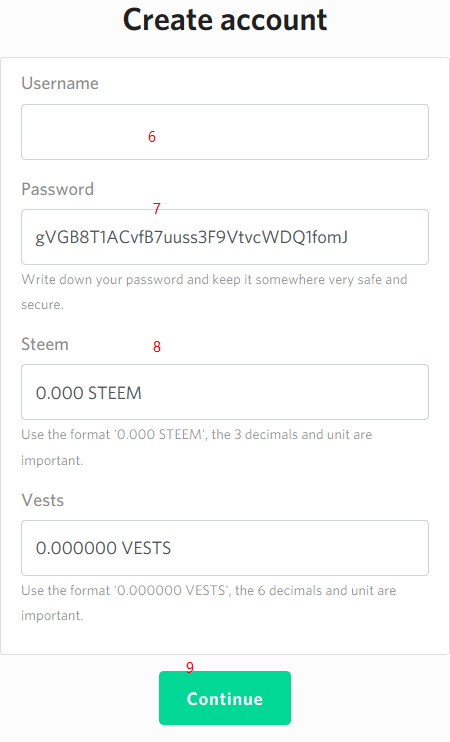 Create account
Username
6
Password
7
gVGB8T1ACvfB7uuss3F9VtvcWDQ1fomJ
Write down your password and keep it somewhere very safe and
secure.
Steem
8
0.000 STEEM
Use the format '0.000 STEEM', the 3 decimals and unit are
important.
Vests
0.000000 VESTS
Use the format '0.000000 VESTS', the 6 decimals and unit are
important.
9
Continue